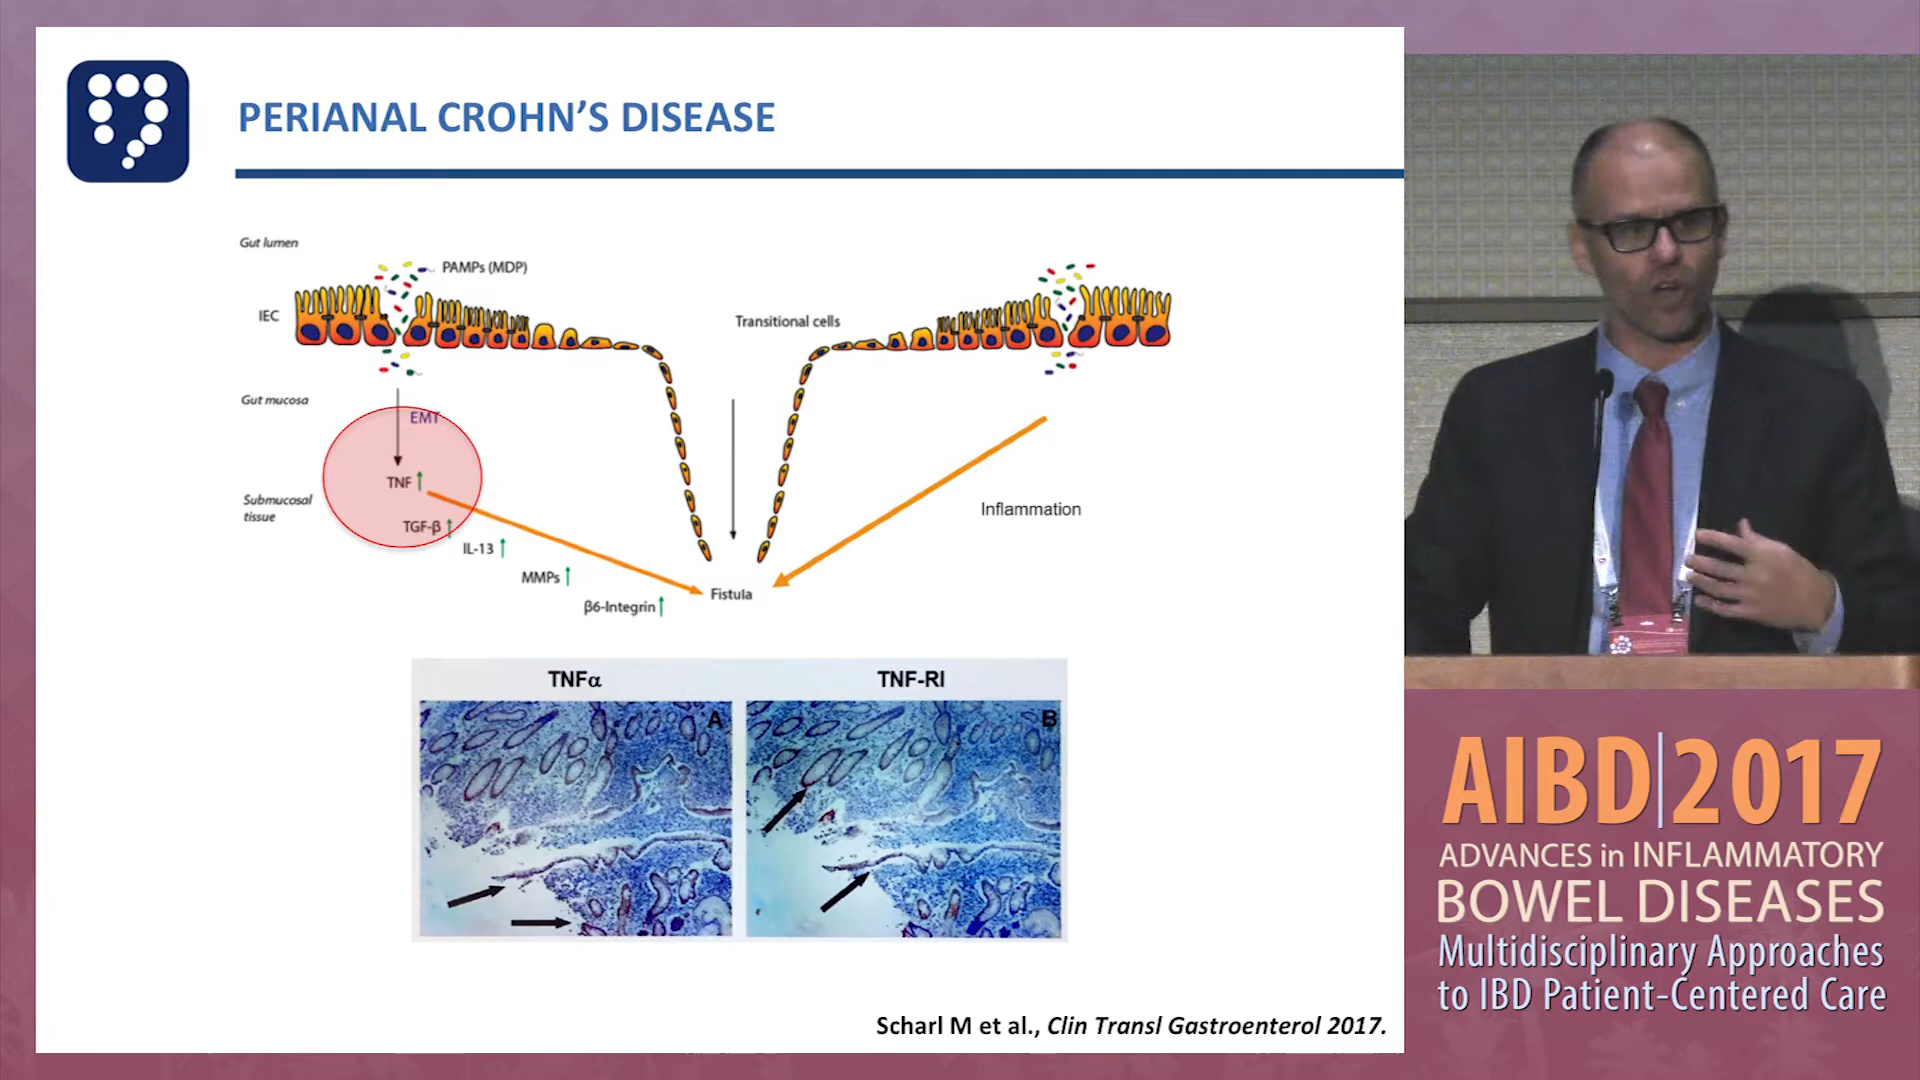 PERIANAL CROHN'S DISEASE
Gut lumen
PAMPs (MDP)
IEC
Transitional cells
Gut mucosa
EMT
TNF
Submucosal
tissue
TGF-β
IL-13
MMPs
β6-Integrin
Fistula
Inflammation
TNFα
TNF-RI
A
B
Scharl M et al., Clin Transl Gastroenterol 2017.
AIBD|2017
ADVANCES in INFLAMMATORY
BOWEL DISEASES
Multidisciplinary Approaches
to IBD Patient-Centered Care